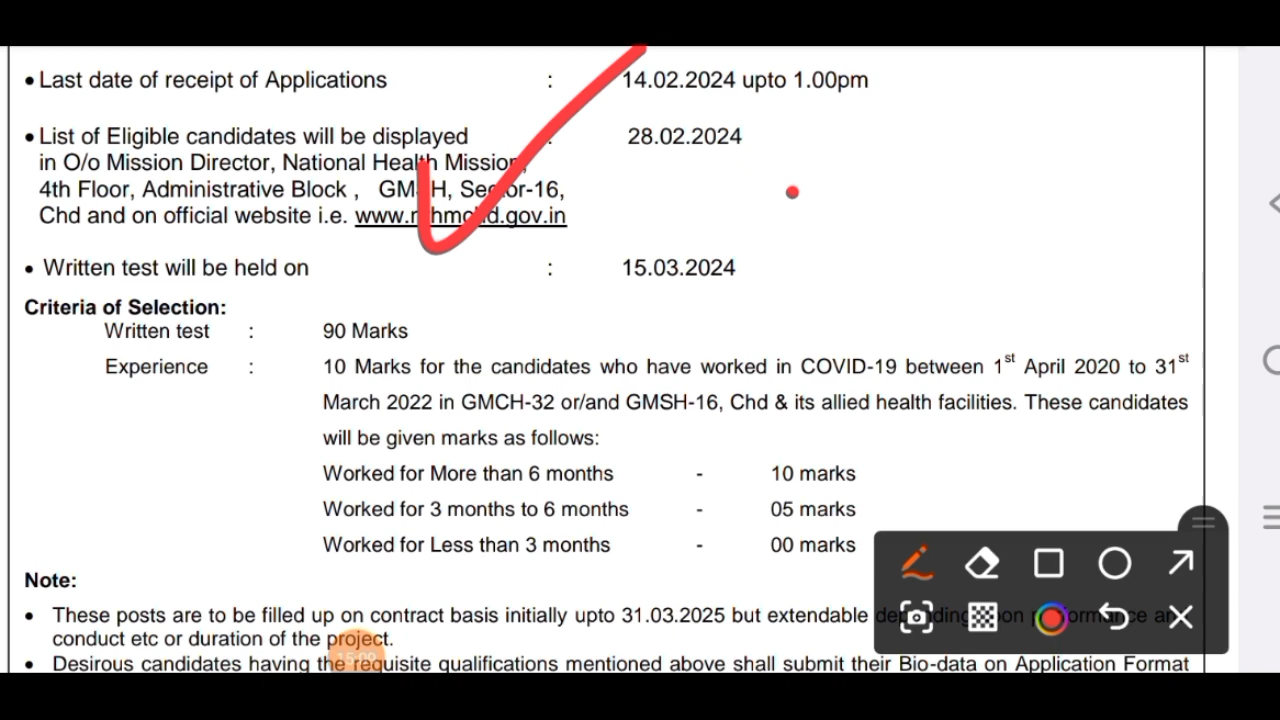 • Last date of receipt of Applications : 14.02.2024 upto 1.00pm
• List of Eligible candidates will be displayed : 28.02.2024
in O/o Mission Director, National Health Mission,
4th Floor, Administrative Block , GMSH, Sector-16,
Chd and on official website i.e.
• Written test will be held on : 15.03.2024
Criteria of Selection:
Written test : 90 Marks
Experience : 10 Marks for the candidates who have worked in COVID-19 between 1st April 2020 to 31st
March 2022 in GMCH-32 or/and GMSH-16, Chd & its allied health facilities. These candidates
will be given marks as follows:
Worked for More than 6 months - 10 marks
Worked for 3 months to 6 months - 05 marks
Worked for Less than 3 months - 00 marks
Note:
• These posts are to be filled up on contract basis initially upto 31.03.2025 but extendable depending upon performance and
conduct etc or duration of the project.
15:09
• Desirous candidates having the requisite qualifications mentioned above shall submit their Bio-data on Application Format